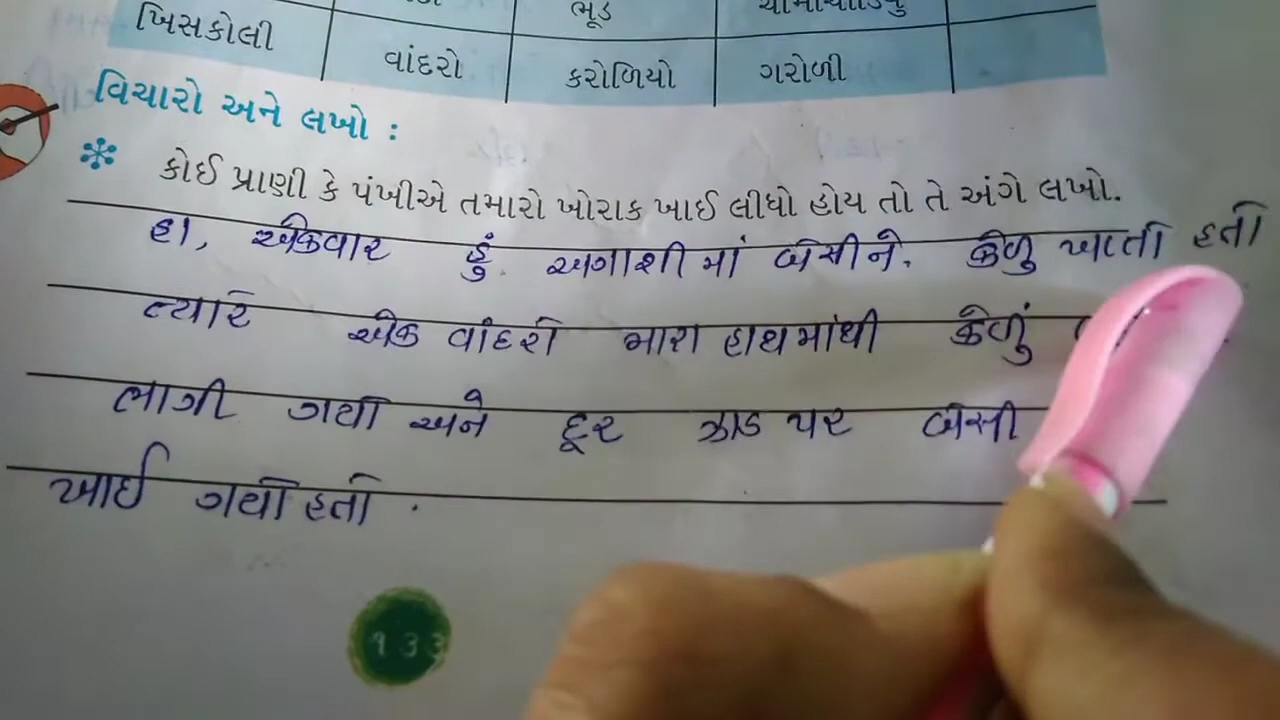 ભૂંડ
ખિસકોલી વાંદરો કરોળિયો ગરોળી
વિચારો અને લખો :
કોઈ પ્રાણી કે પંખીએ તમારો ખોરાક ખાઈ લીધો હોય તો તે અંગે લખો.
હા, એકવાર હું. અગાશીમાં બેસીને. કેળુ ખાતો હતો
ત્યારે એક વાંદરો મારા હાથમાંથી કેળું
ભાગી ગયો અને દૂર ઝાડ પર બેસી
ખાઈ ગયો હતો .
૧33